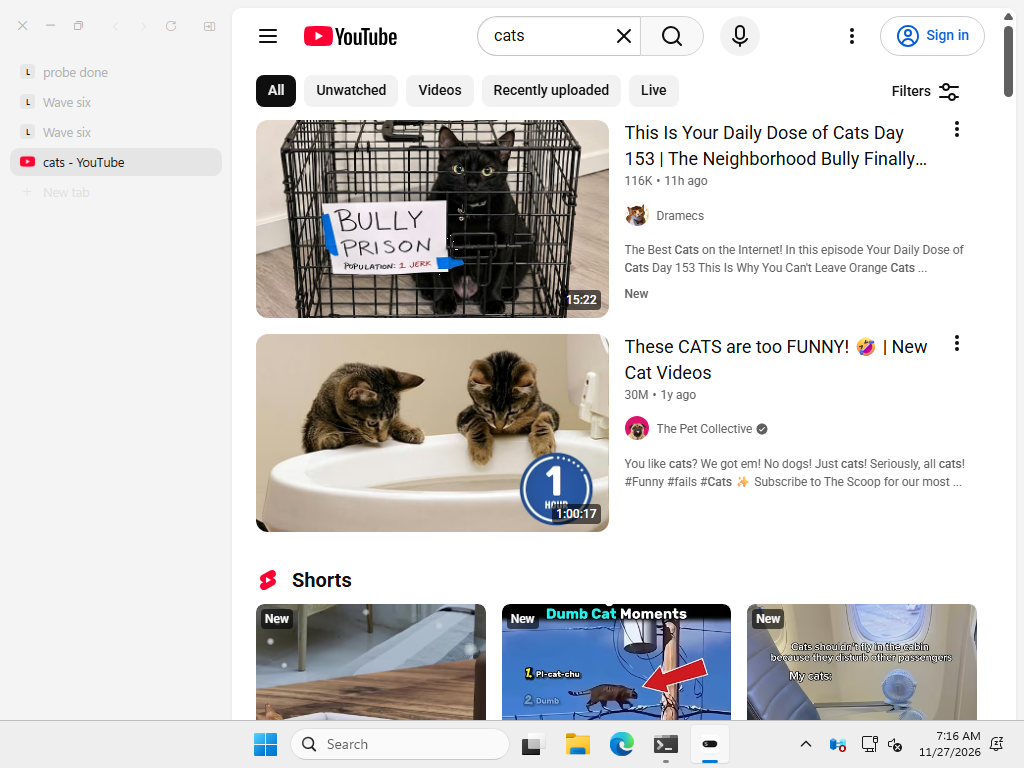 probe done
Wave six
Wave six
cats - YouTube
New tab
YouTube
cats
Sign in
All
Unwatched
Videos
Recently uploaded
Live
Filters
BULLY
PRISON
POPULATION: 1 JERK
15:22
This Is Your Daily Dose of Cats Day
153 | The Neighborhood Bully Finally…
116K • 11h ago
Dramecs
The Best Cats on the Internet! In this episode Your Daily Dose of
Cats Day 153 This Is Why You Can't Leave Orange Cats ...
New
1
HOUR
1:00:17
These CATS are too FUNNY! 🤣 | New
Cat Videos
30M • 1y ago
The Pet Collective
You like cats? We got em! No dogs! Just cats! Seriously, all cats!
#Funny #fails #Cats ✨ Subscribe to The Scoop for our most ...
Shorts
New
New
Dumb Cat Moments
1. Pi-cat-chu
2. Dumb
New
Cats shouldn't fly in the cabin
because they disturb other passengers
My cats:
Search
7:16 AM
11/27/2026